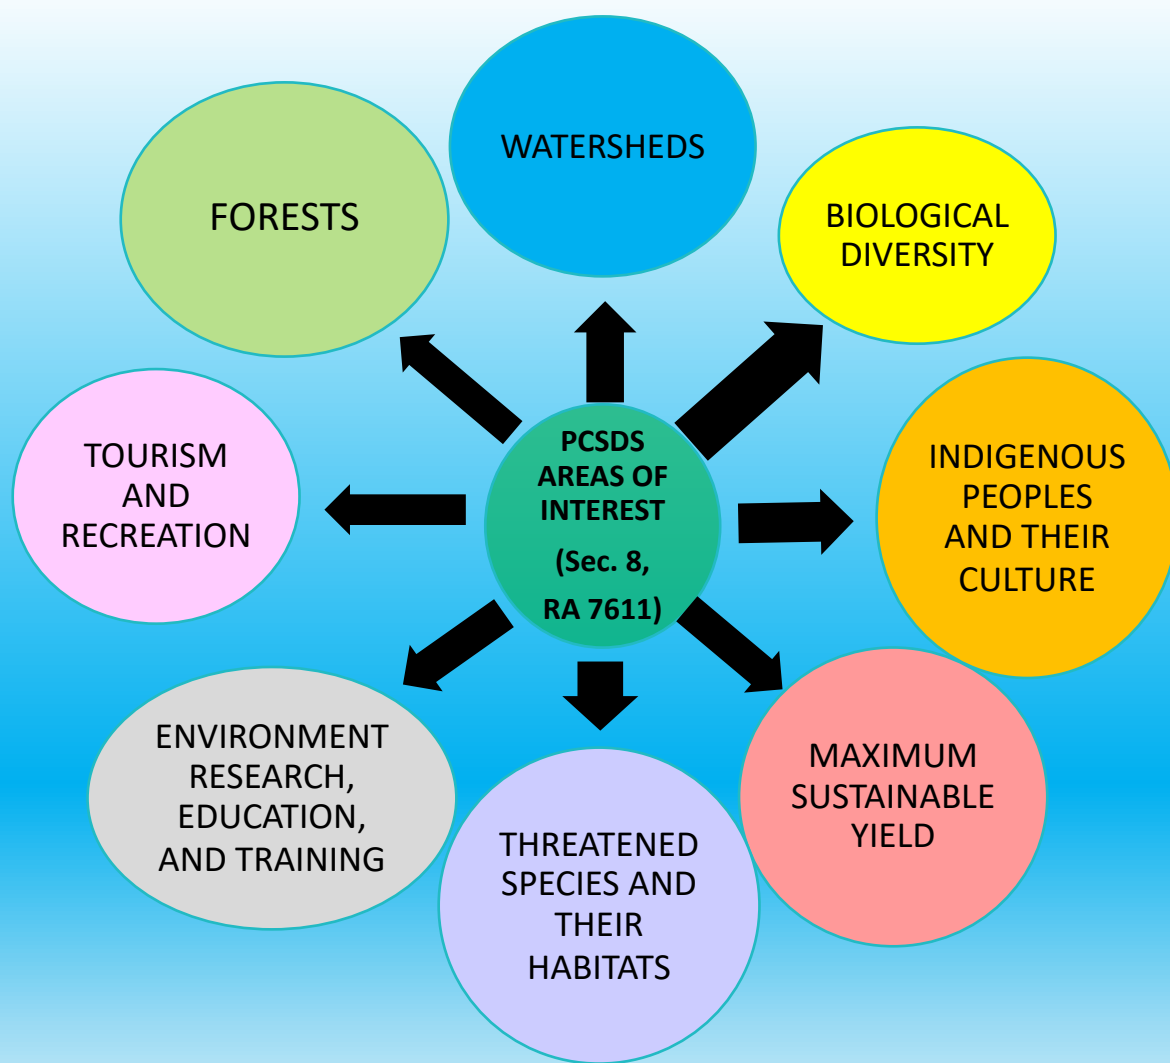 WATERSHEDS
FORESTS
BIOLOGICAL
DIVERSITY
PCSDS
AREAS OF
INTEREST
(Sec. 8,
RA 7611)
TOURISM
AND
RECREATION
INDIGENOUS
PEOPLES
AND THEIR
CULTURE
ENVIRONMENT
RESEARCH,
EDUCATION,
AND TRAINING
MAXIMUM
SUSTAINABLE
YIELD
THREATENED
SPECIES AND
THEIR
HABITATS